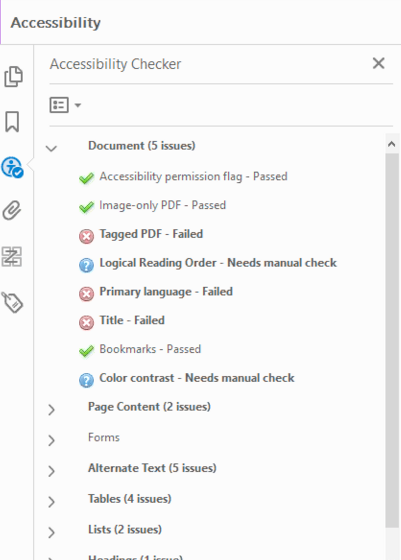 Accessibility
Accessibility Checker
Document (5 issues)
Accessibility permission flag - Passed
Image-only PDF - Passed
Tagged PDF - Failed
Logical Reading Order - Needs manual check
Primary language - Failed
Title - Failed
Bookmarks - Passed
Color contrast - Needs manual check
Page Content (2 issues)
Forms
Alternate Text (5 issues)
Tables (4 issues)
Lists (2 issues)
Headings (1 issue)